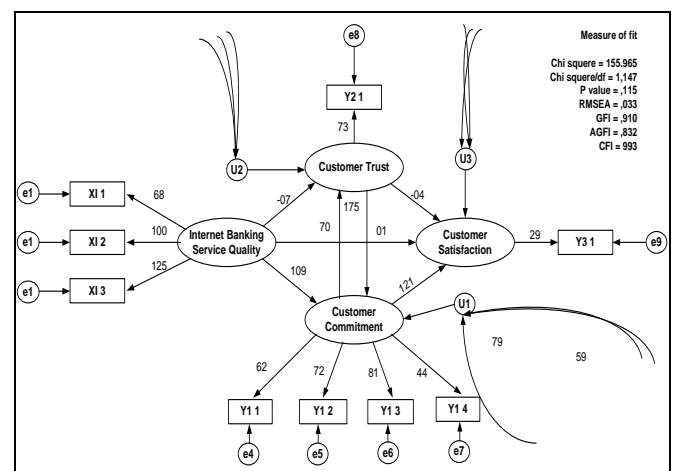 Measure of fit
Chi squere = 155.965
Chi squere/df = 1,147
P value = ,115
RMSEA = ,033
GFI = ,910
AGFI = ,832
CFI = 993
e8
Y2 1
73
U2
Customer Trust
U3
e1
XI 1
68
-07
175
-04
e1
XI 2
100
Internet Banking
Service Quality
70
01
Customer
Satisfaction
29
Y3 1
e9
e1
XI 3
125
109
121
Customer
Commitment
U1
79
59
62
72
81
44
Y1 1
Y1 2
Y1 3
Y1 4
e4
e5
e6
e7